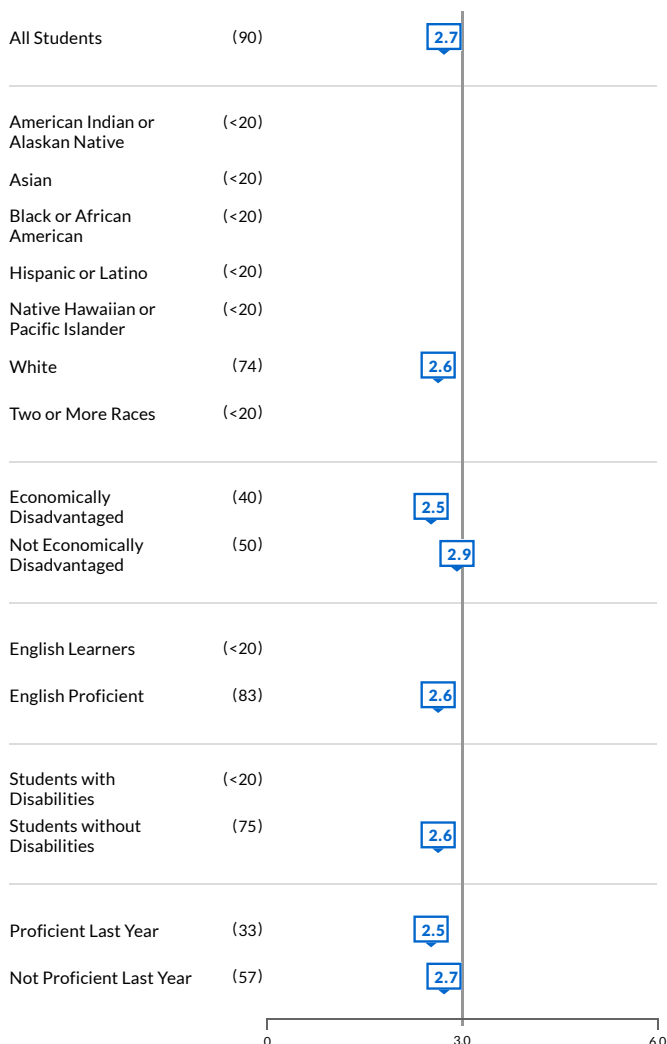 All Students (90) 2.7
American Indian or (<20)
Alaskan Native
Asian (<20)
Black or African (<20)
American
Hispanic or Latino (<20)
Native Hawaiian or (<20)
Pacific Islander
White (74) 2.6
Two or More Races (<20)
Economically (40) 2.5
Disadvantaged
Not Economically (50) 2.9
Disadvantaged
English Learners (<20)
English Proficient (83) 2.6
Students with (<20)
Disabilities
Students without (75) 2.6
Disabilities
Proficient Last Year (33) 2.5
Not Proficient Last Year (57) 2.7
0 3.0 6.0